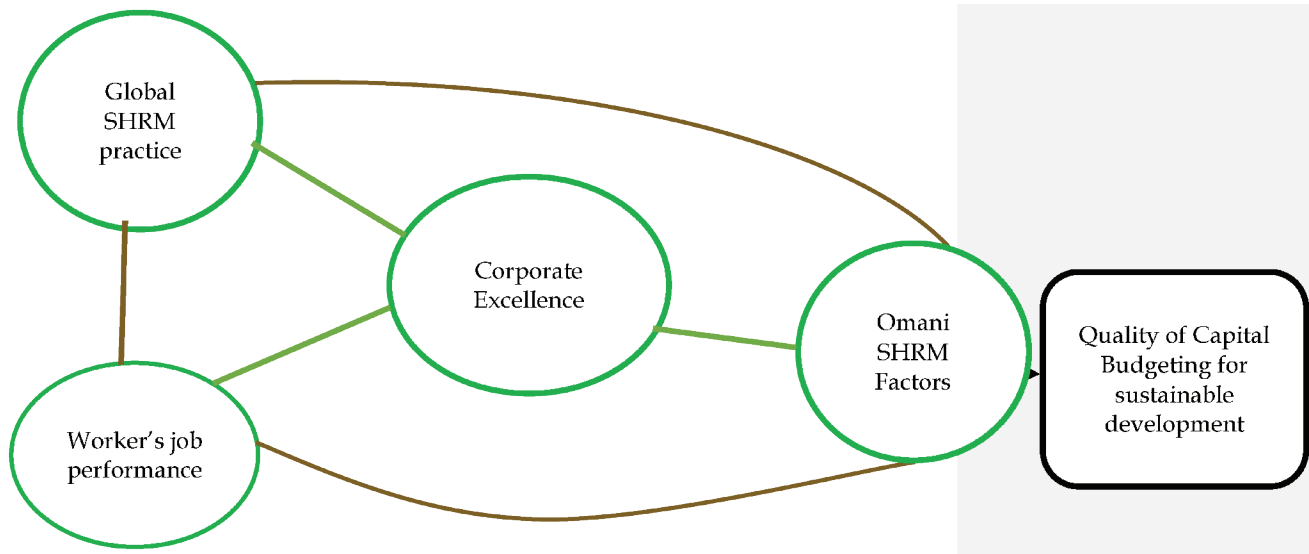 Global
SHRM
practice
Corporate
Excellence
Omani
SHRM
Factors
Quality of Capital
Budgeting for
sustainable
development
Worker’s job
performance